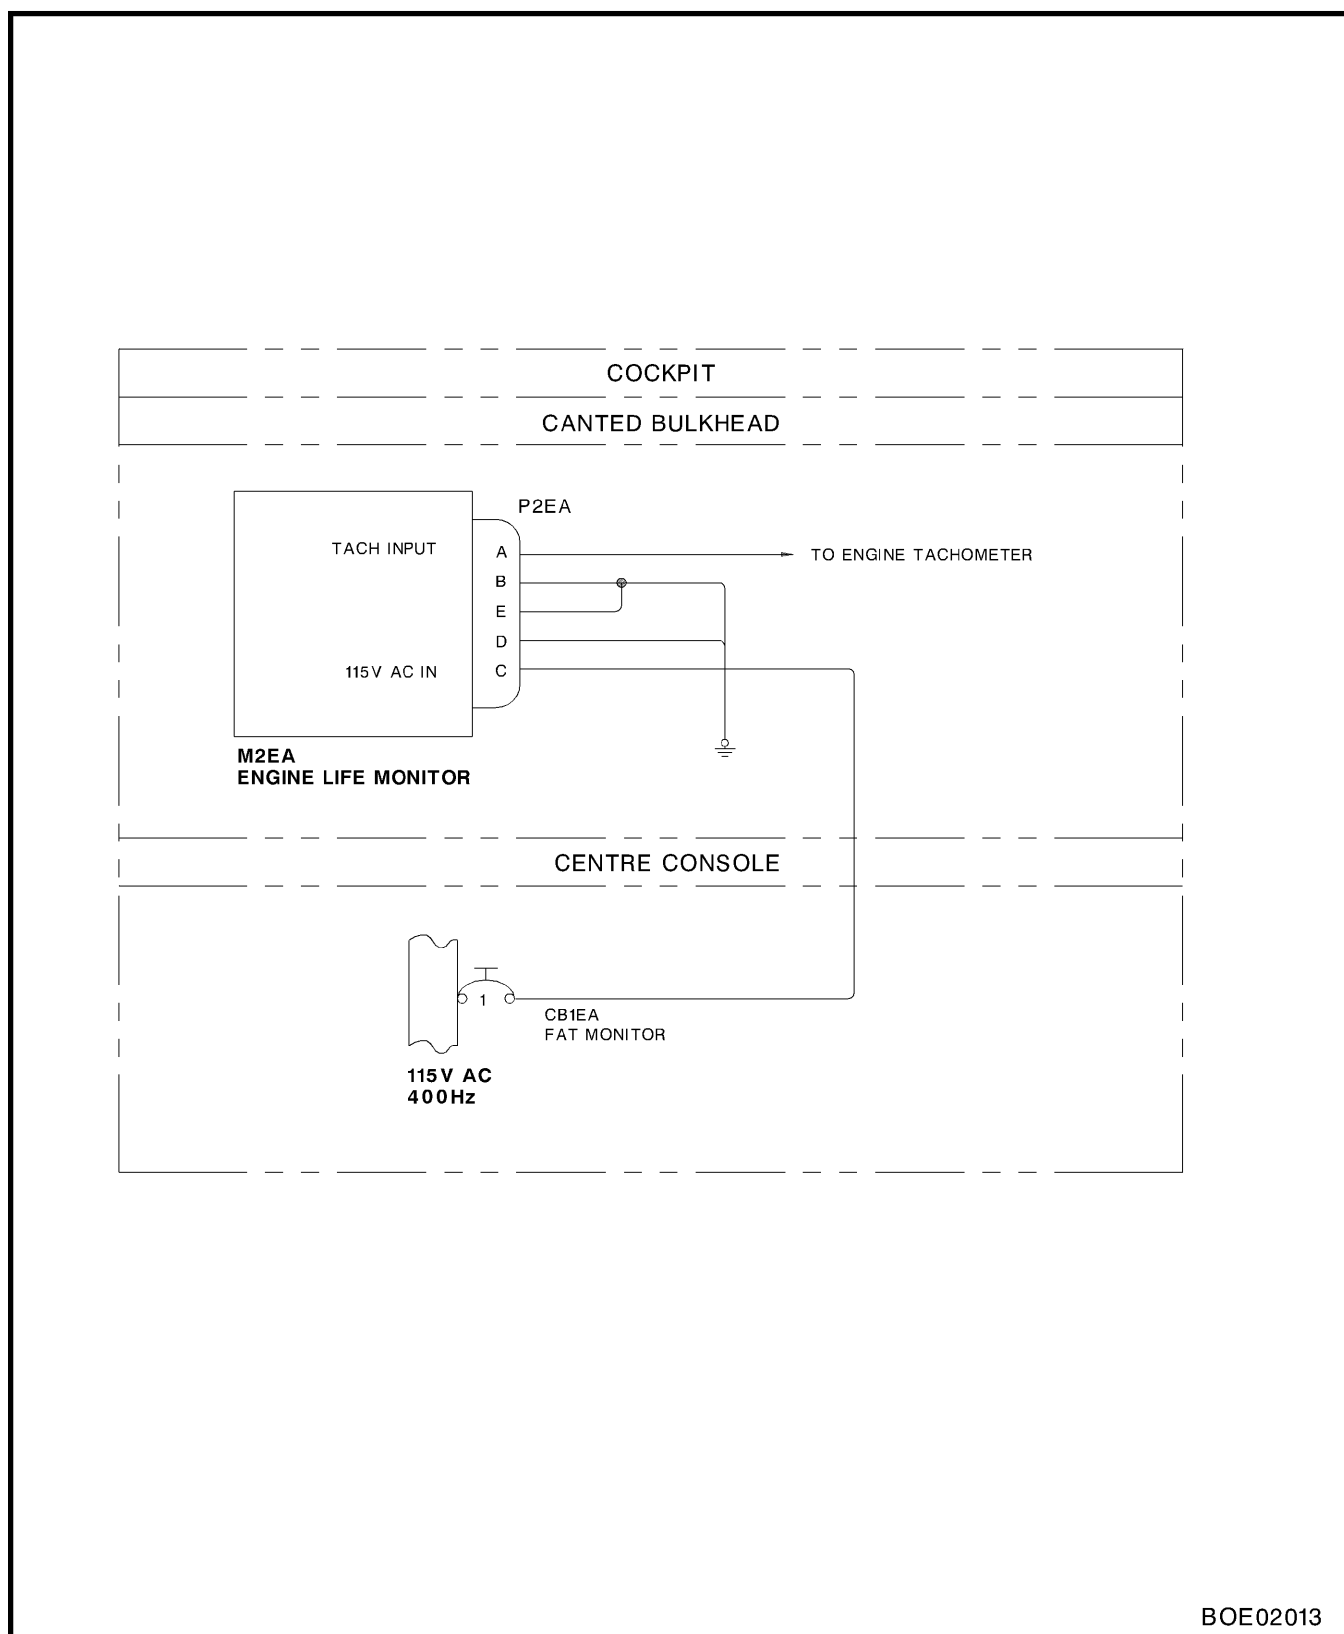 COCKPIT
CANTED BULKHEAD
P2EA
TACH INPUT
A
TO ENGINE TACHOMETER
B
E
D
115V AC IN
C
M2EA
ENGINE LIFE MONITOR
CENTRE CONSOLE
1
CB1EA
FAT MONITOR
115V AC
400Hz
BOE02013